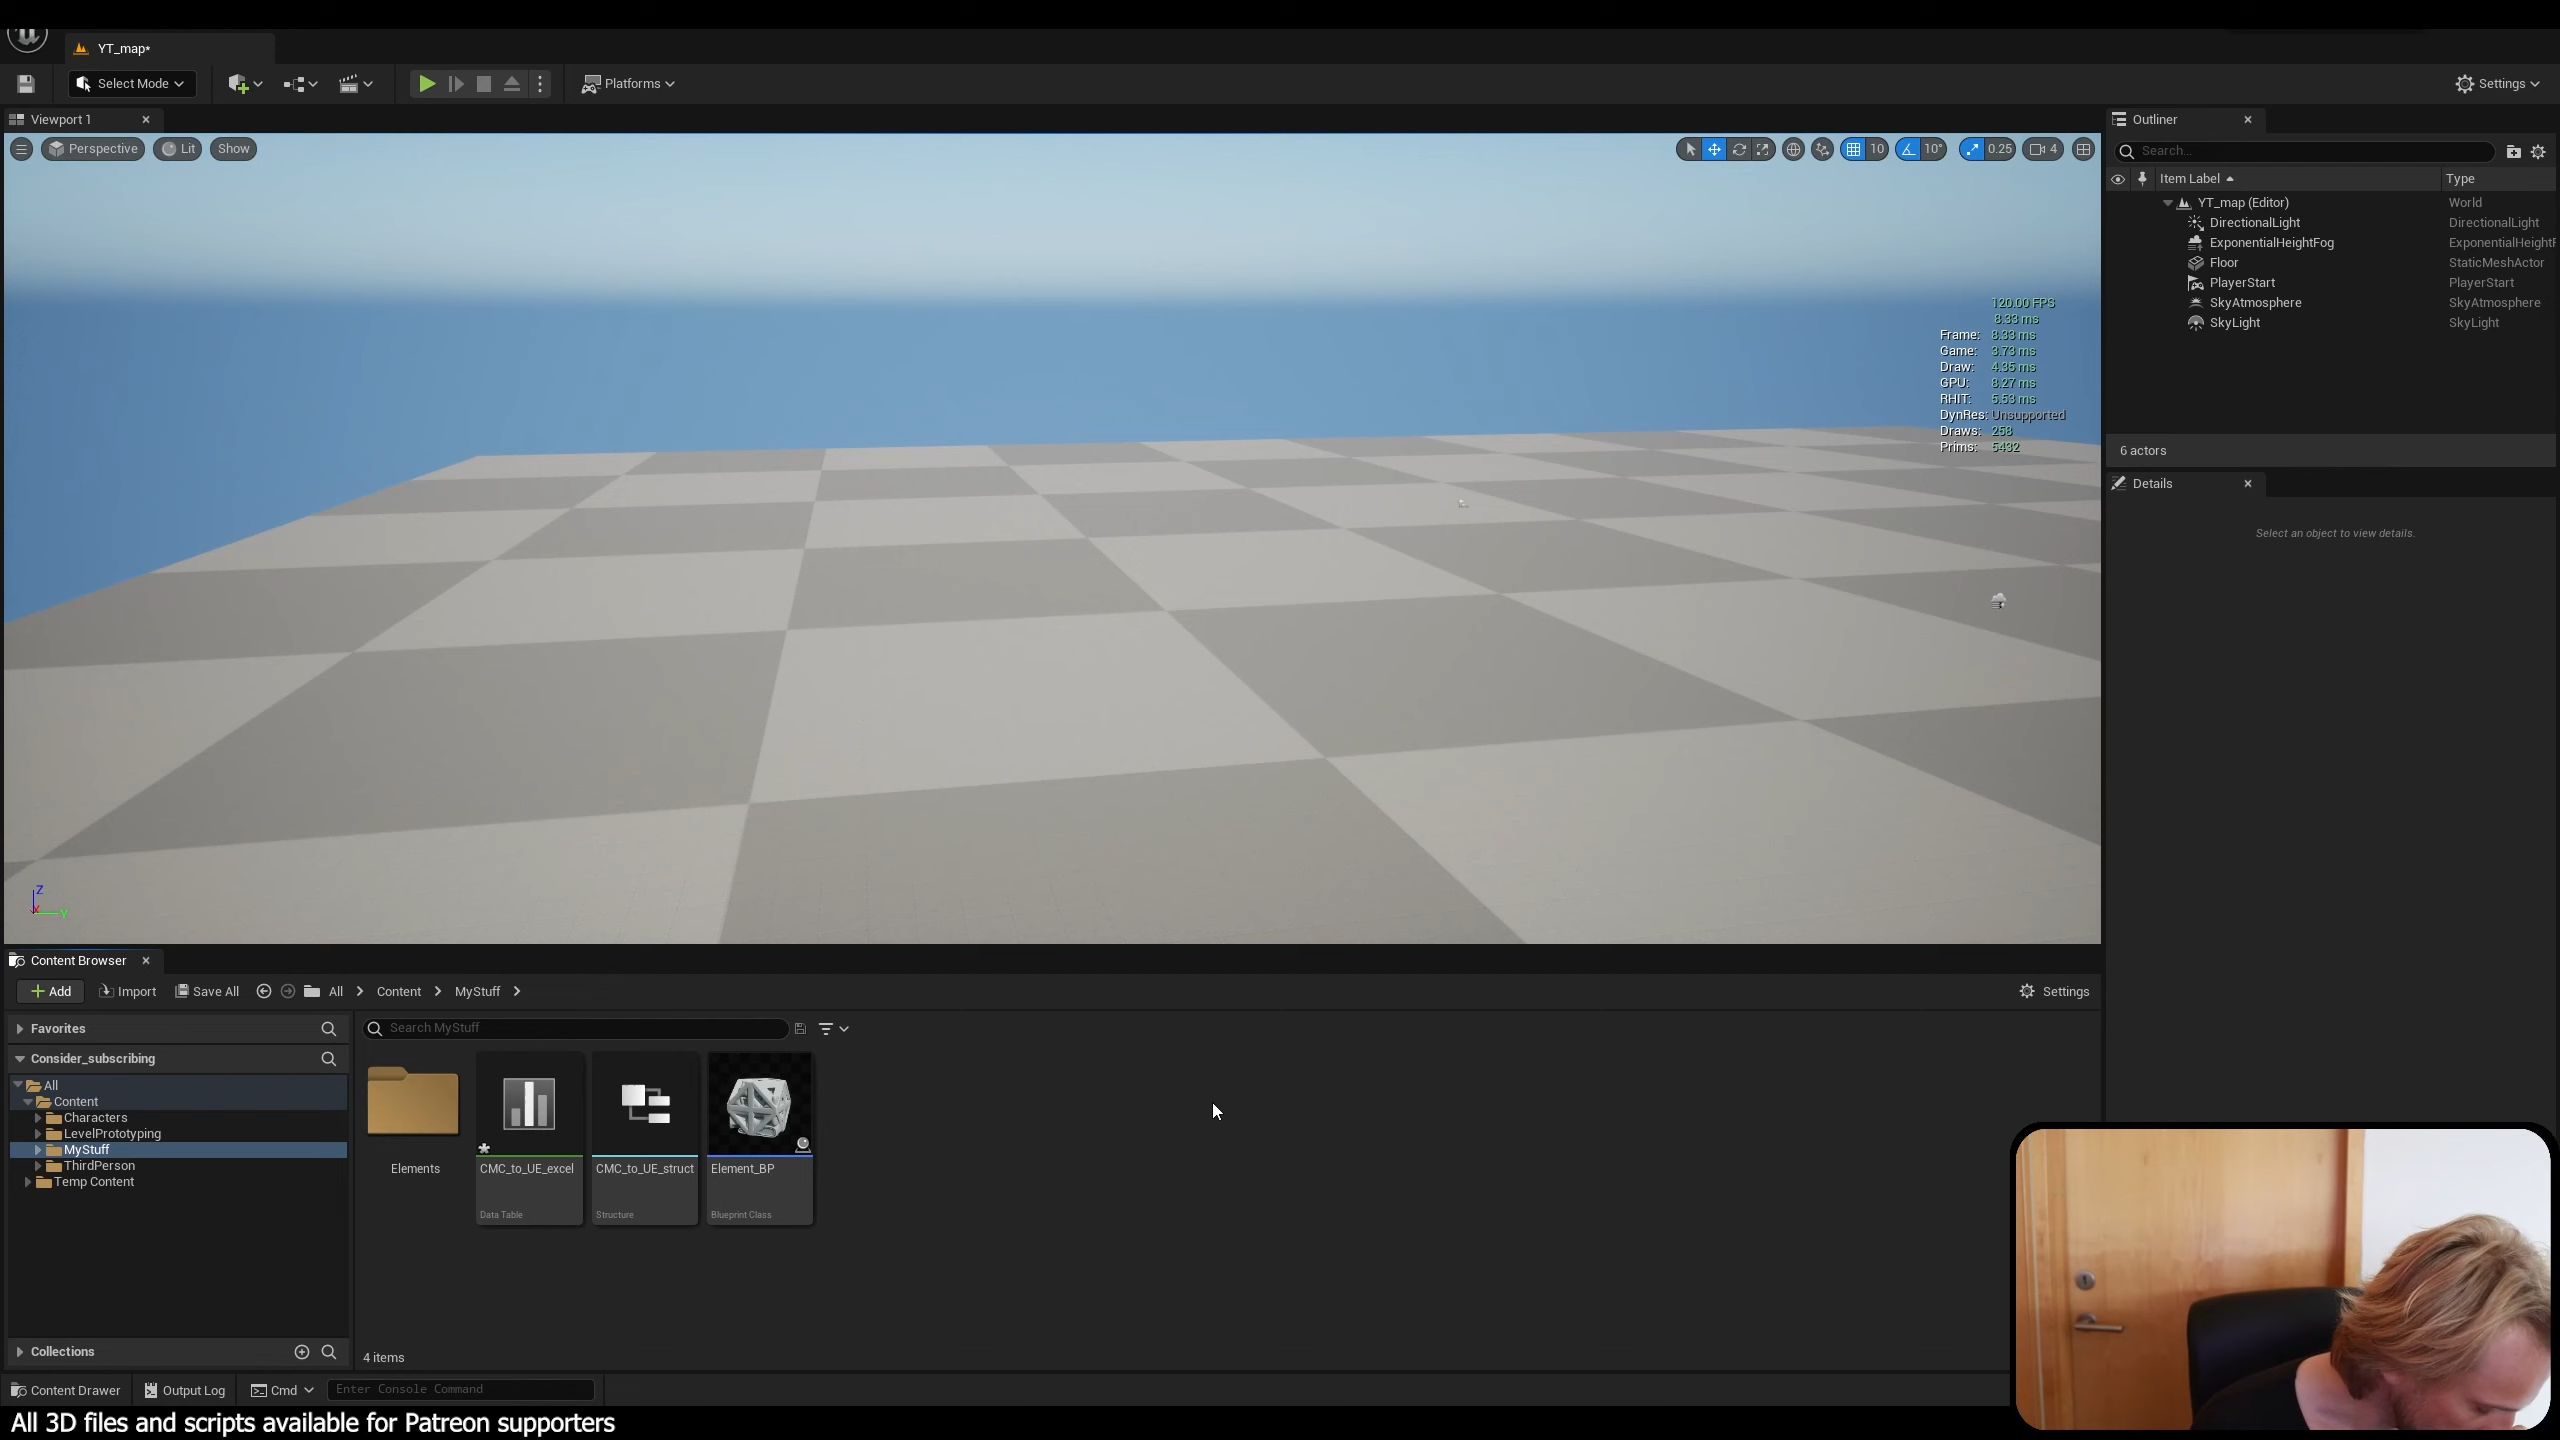 YT_map*
Select Mode
Platforms
Settings
Viewport 1
Perspective
Lit
Show
10
10°
0.25
4
120.00 FPS
8.33 ms
Frame: 8.33 ms
Game: 3.73 ms
Draw: 4.35 ms
GPU: 8.27 ms
RHIT: 5.53 ms
DynRes: Unsupported
Draws: 258
Prims: 5432
Z
Y
Outliner
Search...
Item Label
Type
YT_map (Editor) World
DirectionalLight DirectionalLight
ExponentialHeightFog ExponentialHeightF
Floor StaticMeshActor
PlayerStart PlayerStart
SkyAtmosphere SkyAtmosphere
SkyLight SkyLight
6 actors
Details
Select an object to view details.
Content Browser
Add
Import
Save All
All
Content
MyStuff
Settings
Favorites
Consider_subscribing
All
Content
Characters
LevelPrototyping
MyStuff
ThirdPerson
Temp Content
Collections
Search MyStuff
Elements
CMC_to_UE_excel
Data Table
CMC_to_UE_struct
Structure
Element_BP
Blueprint Class
4 items
Content Drawer
Output Log
Cmd
Enter Console Command
All 3D files and scripts available for Patreon supporters